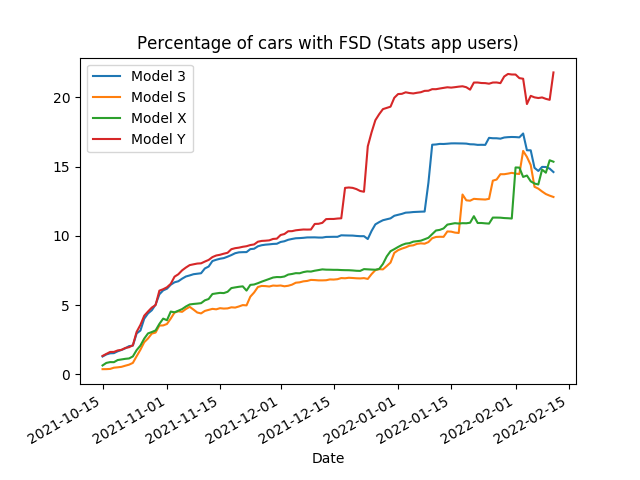 Percentage of cars with FSD (Stats app users)
Model 3
Model S
Model X
Model Y
20
15
10
5
0
2021-10-15
2021-11-01
2021-11-15
2021-12-01
2021-12-15
2022-01-01
2022-01-15
2022-02-01
2022-02-15
Date